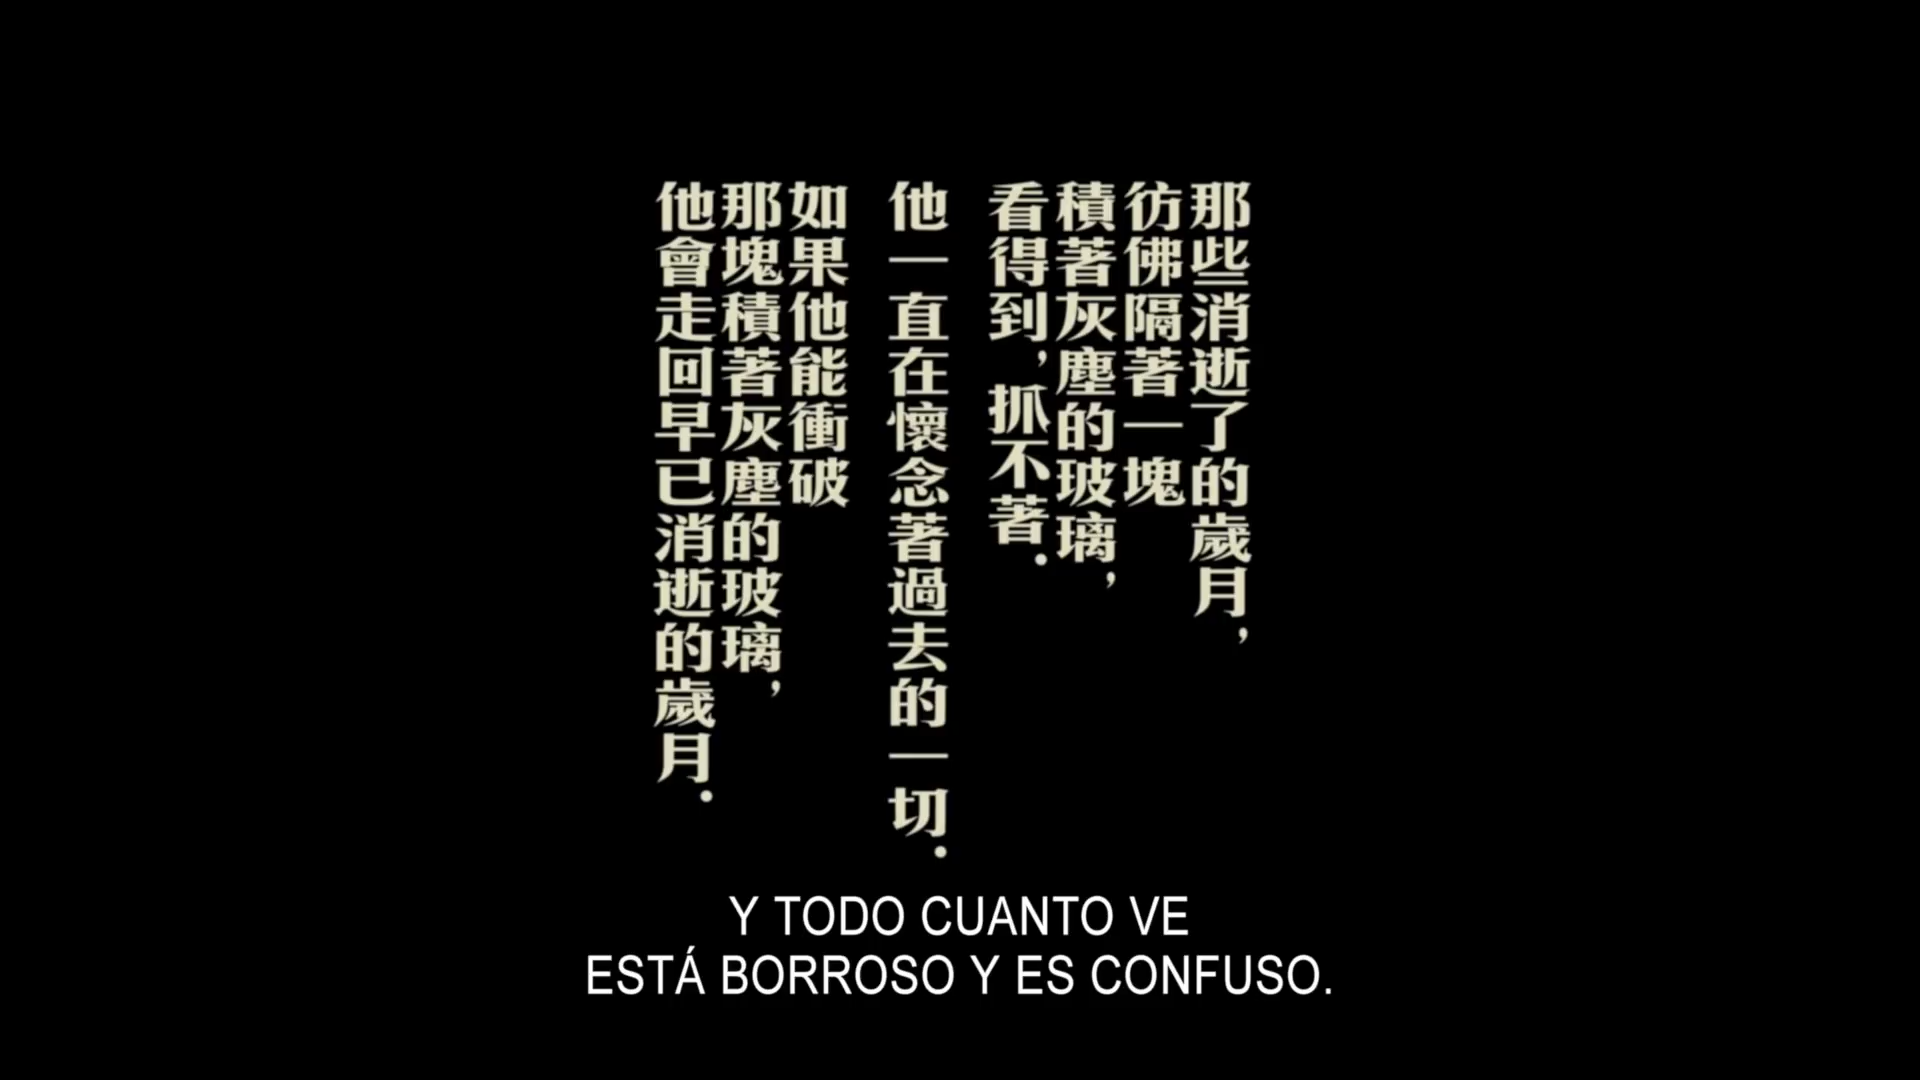 那些消逝了的歲月，
彷佛隔著一塊
積著灰塵的玻璃，
看得到，抓不著．
他一直在懷念著過去的一切．
如果他能衝破
那塊積著灰塵的玻璃，
他會走回早已消逝的歲月．
Y TODO CUANTO VE
ESTÁ BORROSO Y ES CONFUSO.